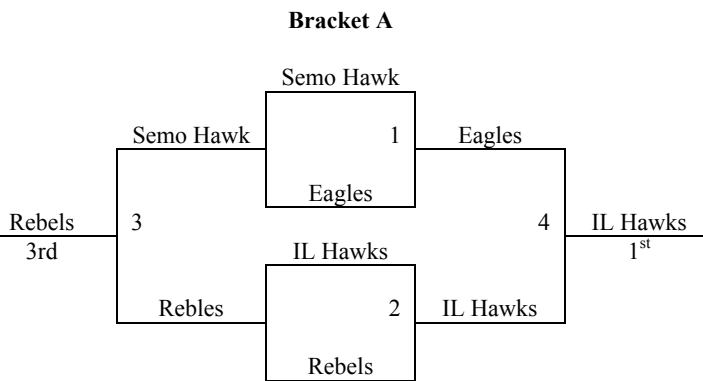 Bracket A
Semo Hawk
Semo Hawk 1 Eagles
Eagles
Rebels 3 4 IL Hawks
3rd 1st
IL Hawks
Rebles 2 IL Hawks
Rebels